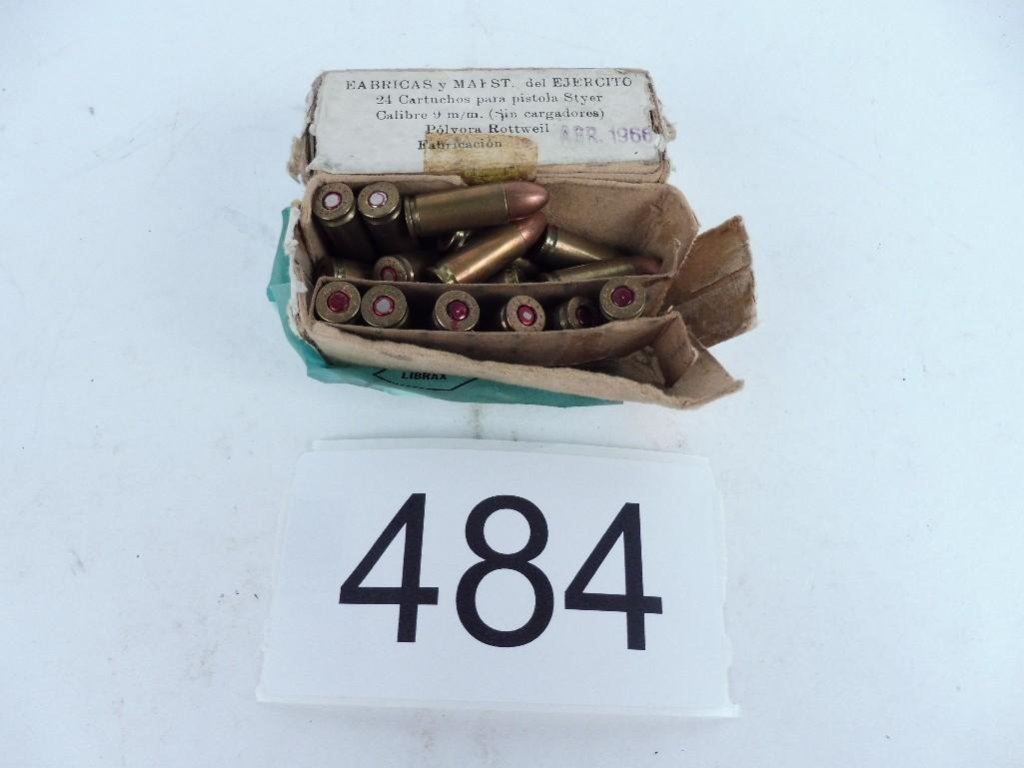 FABRICAS y MAEST. del EJERCITO
24 Cartuchos para pistola Styer
Calibre 9 m/m. (Sin cargadores)
Pólvora Rottweil
ABR. 1966
Fabricación
LIBRAX
484